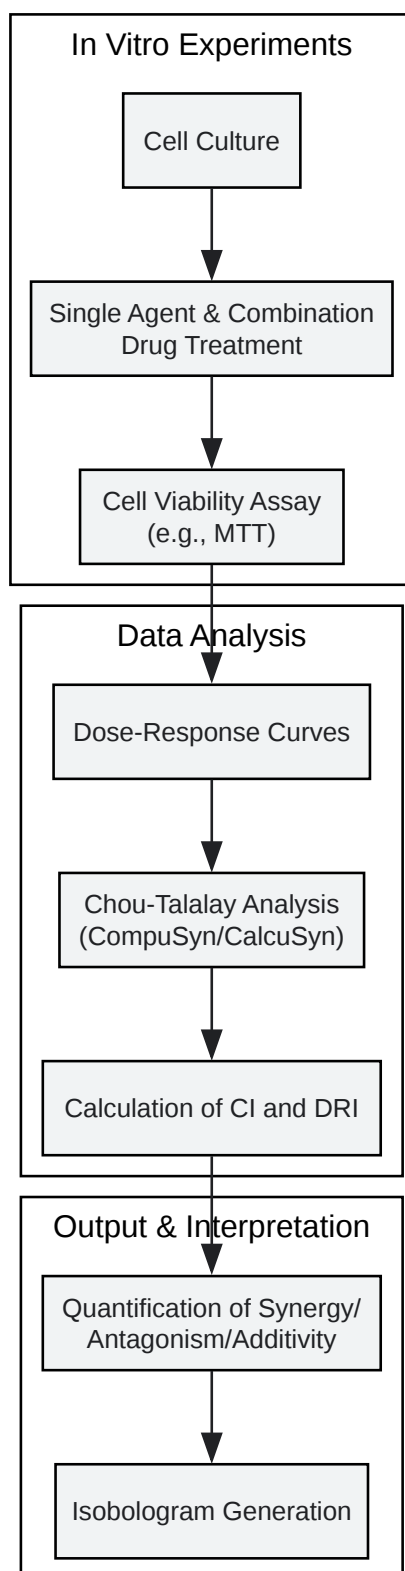 In Vitro Experiments
Cell Culture
Single Agent & Combination
Drug Treatment
Cell Viability Assay
(e.g., MTT)
Data Analysis
Dose-Response Curves
Chou-Talalay Analysis
(CompuSyn/CalcuSyn)
Calculation of CI and DRI
Output & Interpretation
Quantification of Synergy/
Antagonism/Additivity
Isobologram Generation